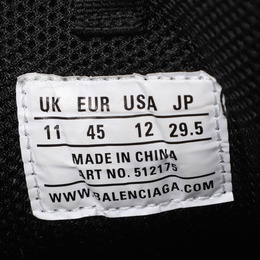 UK EUR USA JP
11 45 12 29.5
MADE IN CHINA
ART NO. 512175
WWW.BALENCIAGA.COM